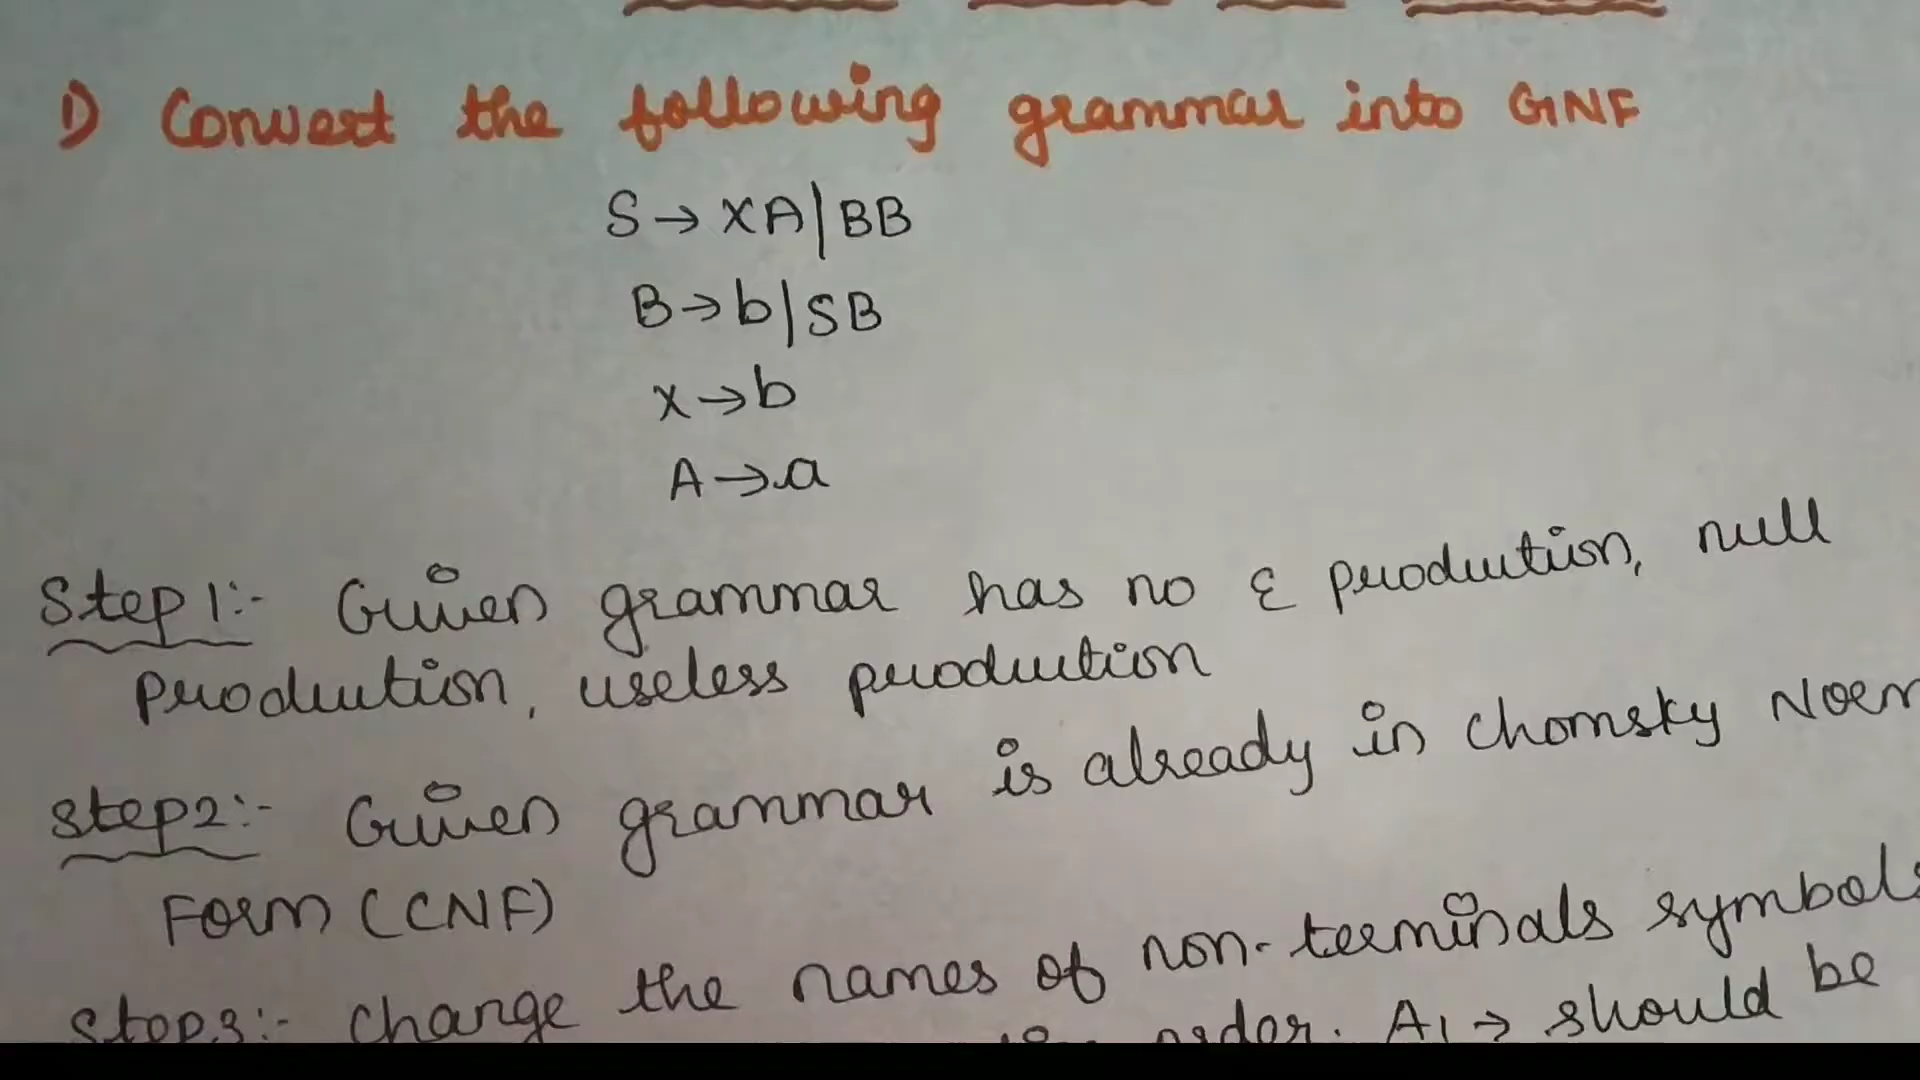 1) Convert the following grammar into GNF
S → XA|BB
B → b|SB
X → b
A → a
Step 1:- Given grammar has no ε production, null
production, useless production
Step 2:- Given grammar is already in chomsky Norm
Form (CNF)
Step 3:- Change the names of non-terminals symbols
order. A1 → should be